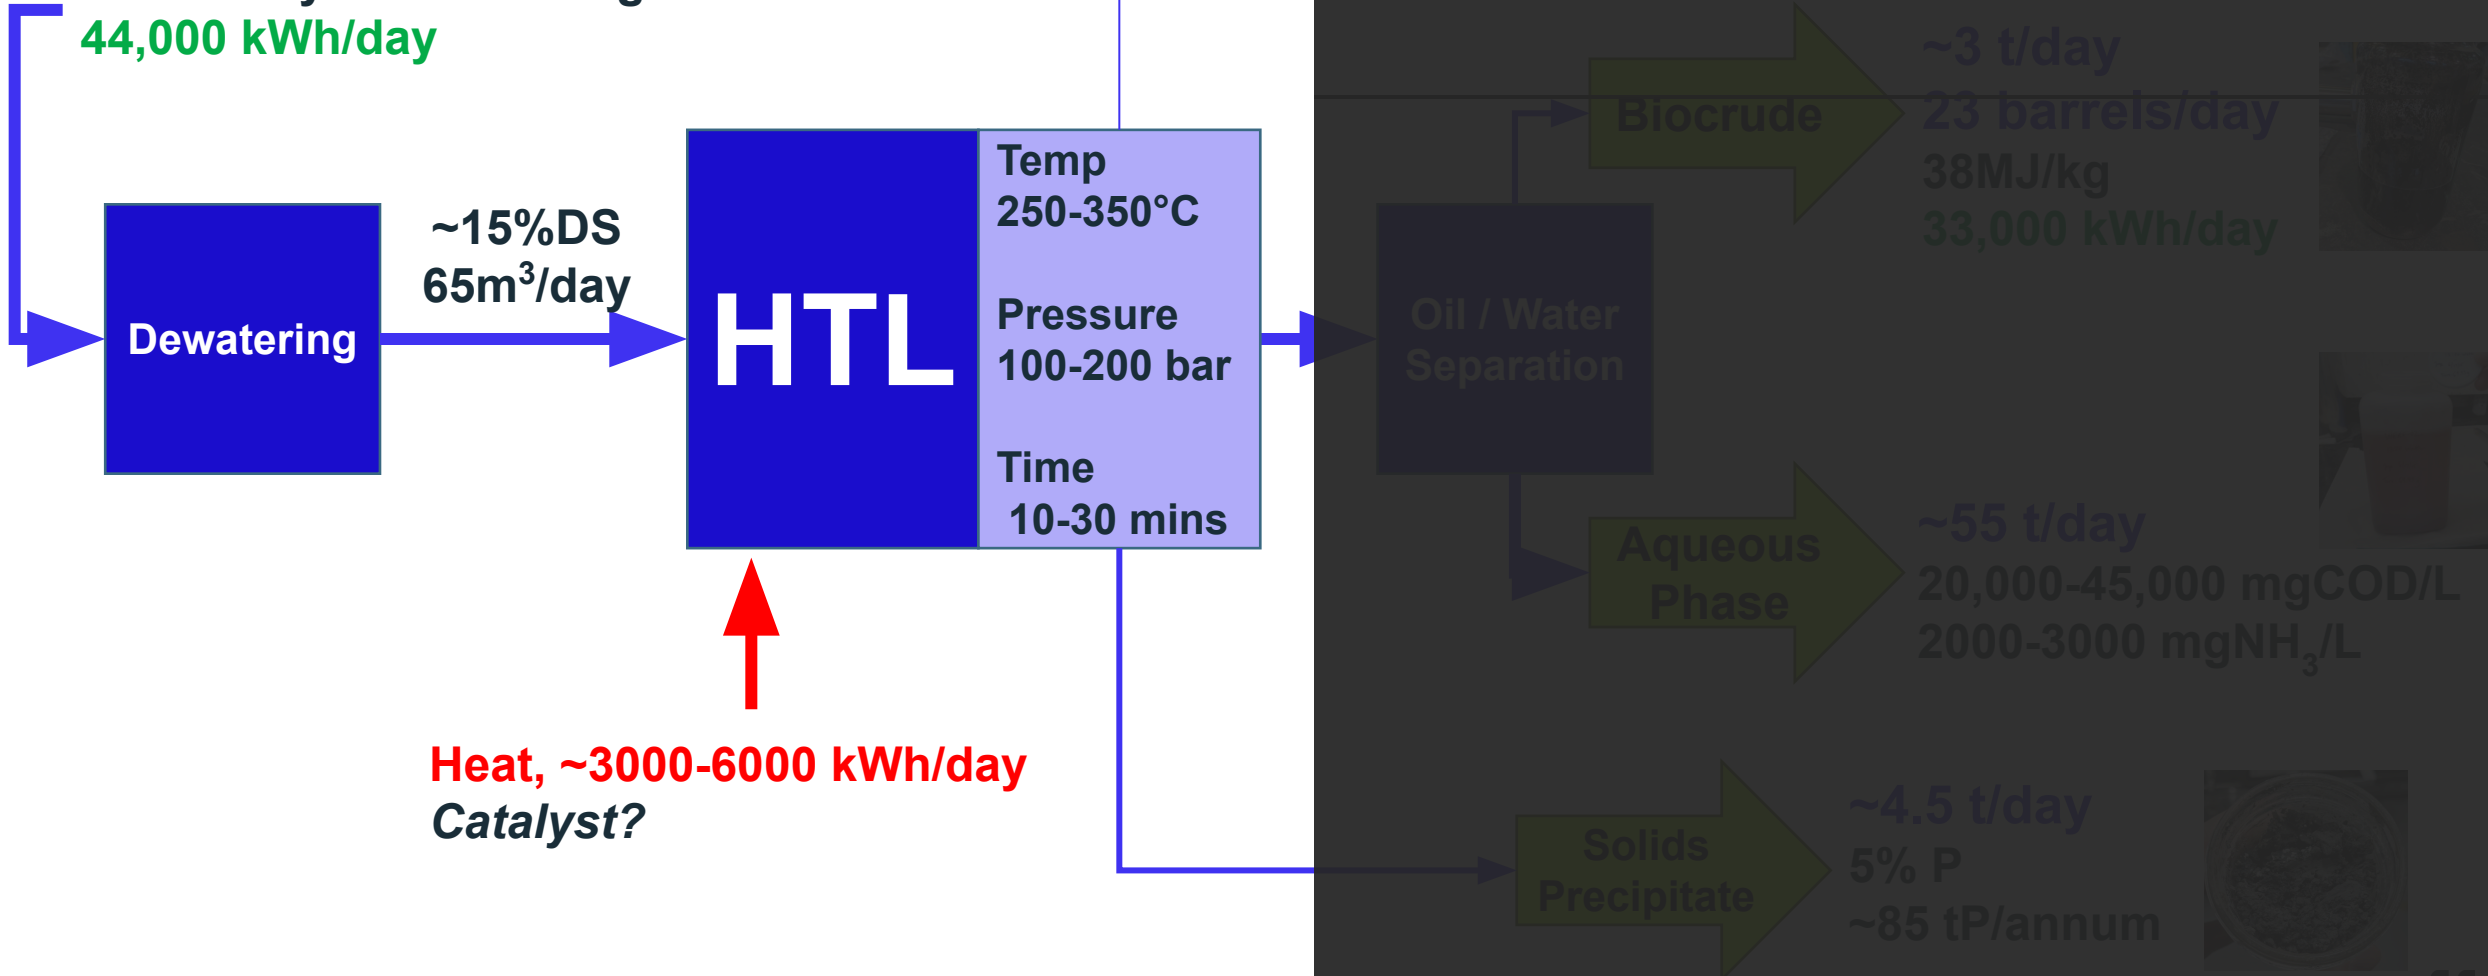 44,000 kWh/day
Dewatering
~15%DS
65m³/day
HTL
Temp
250-350°C
Pressure
100-200 bar
Time
10-30 mins
Heat, ~3000-6000 kWh/day
Catalyst?
Oil / Water
Separation
Biocrude
~3 t/day
23 barrels/day
38MJ/kg
33,000 kWh/day
Aqueous
Phase
~55 t/day
20,000-45,000 mgCOD/L
2000-3000 mgNH₃/L
Solids
Precipitate
~4.5 t/day
5% P
~85 tP/annum